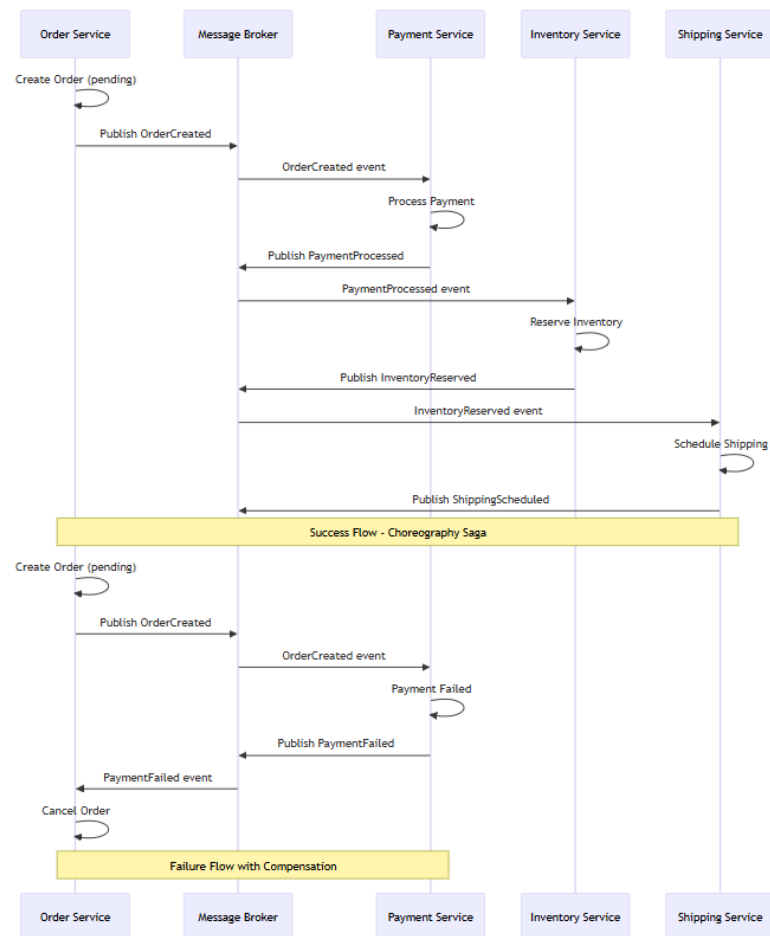 Order Service
Message Broker
Payment Service
Inventory Service
Shipping Service
Create Order (pending)
Publish OrderCreated
OrderCreated event
Process Payment
Publish PaymentProcessed
PaymentProcessed event
Reserve Inventory
Publish InventoryReserved
InventoryReserved event
Schedule Shipping
Publish ShippingScheduled
Success Flow - Choreography Saga
Create Order (pending)
Publish OrderCreated
OrderCreated event
Payment Failed
Publish PaymentFailed
PaymentFailed event
Cancel Order
Failure Flow with Compensation
Order Service
Message Broker
Payment Service
Inventory Service
Shipping Service